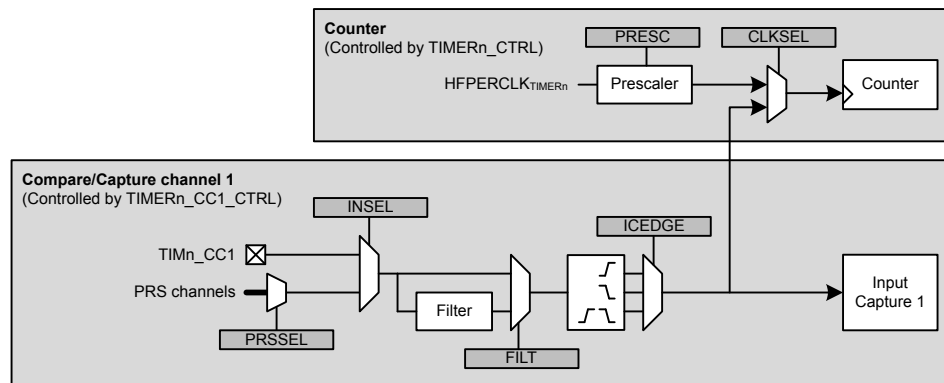 Counter
(Controlled by TIMERn_CTRL)
PRESC
CLKSEL
HFPERCLKTIMERn
Prescaler
Counter
Compare/Capture channel 1
(Controlled by TIMERn_CC1_CTRL)
INSEL
ICEDGE
TIMn_CC1
PRS channels
Filter
Input
Capture 1
PRSSEL
FILT